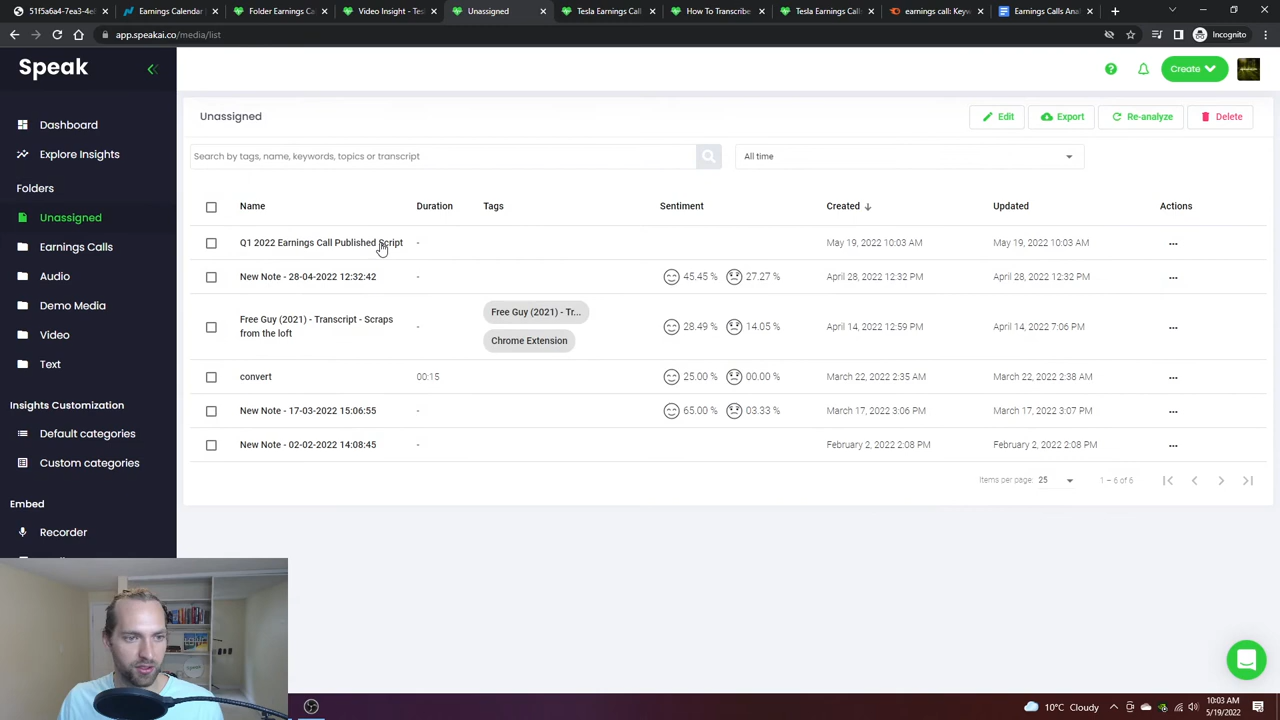 5156a6a4-7ec3-4d
Earnings Calenda
Earning Calls | Ex
Video Insight - Te
Unassigned
Tesla Earnings Cal
How To Transcribe
Tesla Earnings Cal
earnings call: Key
Earnings Calls Ana
app.speakai.co/media/list
Incognito
Speak
Create
Dashboard
Explore Insights
Folders
Unassigned
Earnings Calls
Audio
Demo Media
Video
Text
Insights Customization
Default categories
Custom categories
Embed
Recorder
Unassigned
Edit
Export
Re-analyze
Delete
Search by tags, name, keywords, topics or transcript
All time
Name Duration Tags Sentiment Created Updated Actions
Q1 2022 Earnings Call Published Script - May 19, 2022 10:03 AM May 19, 2022 10:03 AM ...
New Note - 28-04-2022 12:32:42 - 45.45 % 27.27 % April 28, 2022 12:32 PM April 28, 2022 12:32 PM ...
Free Guy (2021) - Transcript - Scraps
from the loft
-
Free Guy (2021) - Tr...
Chrome Extension
28.49 % 14.05 % April 14, 2022 12:59 PM April 14, 2022 7:06 PM ...
convert 00:15 25.00 % 00.00 % March 22, 2022 2:35 AM March 22, 2022 2:38 AM ...
New Note - 17-03-2022 15:06:55 - 65.00 % 03.33 % March 17, 2022 3:06 PM March 17, 2022 3:07 PM ...
New Note - 02-02-2022 14:08:45 - February 2, 2022 2:08 PM February 2, 2022 2:08 PM ...
Items per page: 25 1 – 6 of 6
10°C Cloudy
10:03 AM
5/19/2022